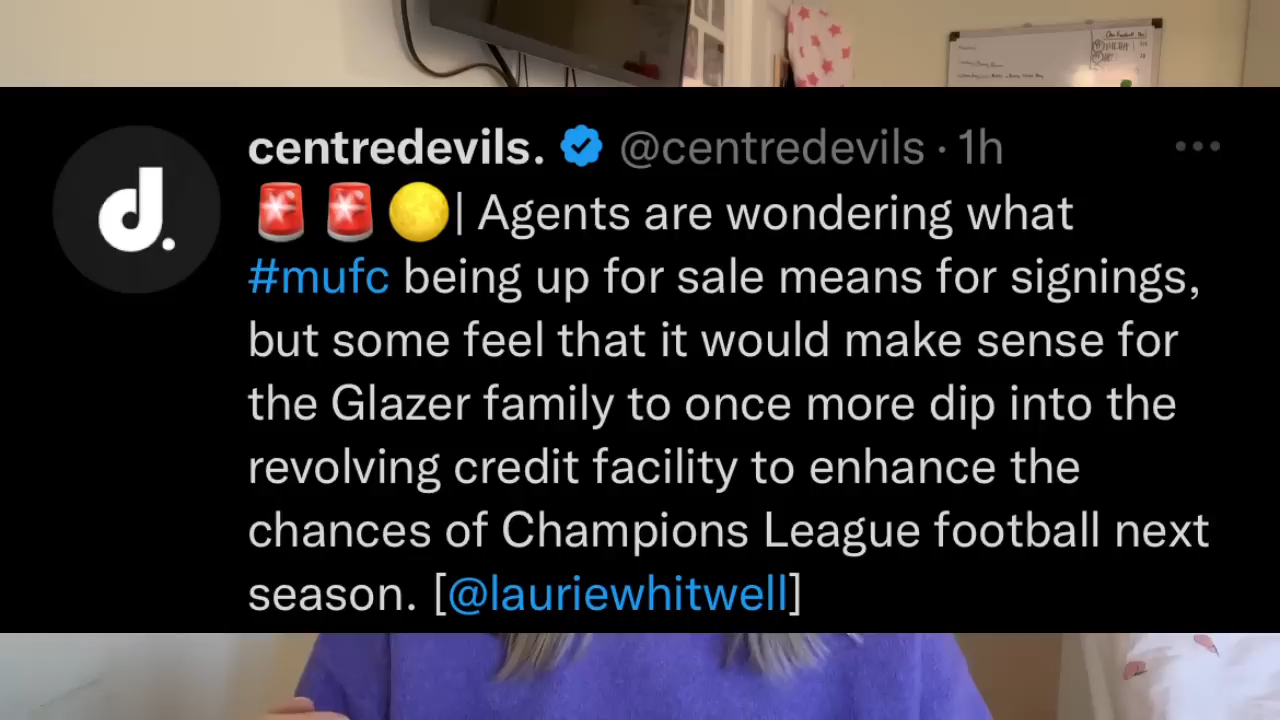 centredevils. @centredevils · 1h
🚨🚨🌕| Agents are wondering what
#mufc being up for sale means for signings,
but some feel that it would make sense for
the Glazer family to once more dip into the
revolving credit facility to enhance the
chances of Champions League football next
season. [@lauriewhitwell]
d.